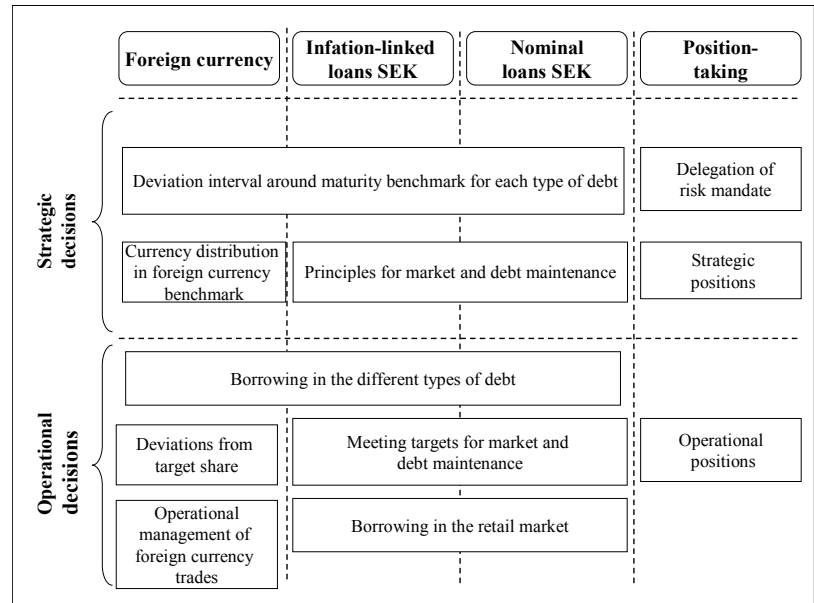 Foreign currency
Infation-linked
loans SEK
Nominal
loans SEK
Position-
taking
Strategic
decisions
Deviation interval around maturity benchmark for each type of debt
Delegation of
risk mandate
Currency distribution
in foreign currency
benchmark
Principles for market and debt maintenance
Strategic
positions
Operational
decisions
Borrowing in the different types of debt
Deviations from
target share
Meeting targets for market and
debt maintenance
Operational
positions
Operational
management of
foreign currency
trades
Borrowing in the retail market